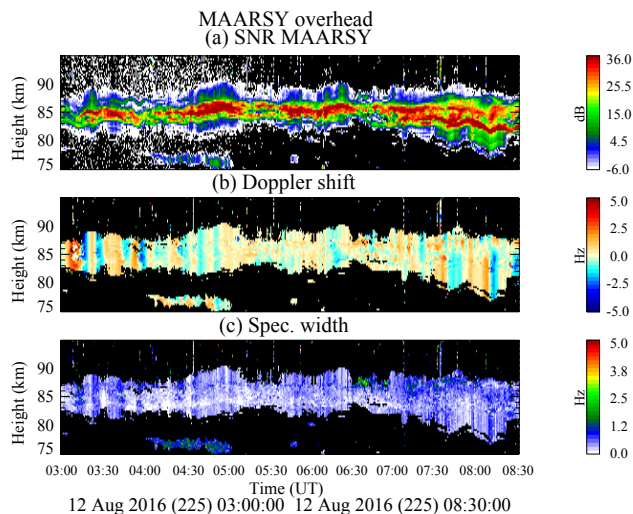 MAARSY overhead
(a) SNR MAARSY
Height (km)
90
85
80
75
36.0
25.5
15.0
4.5
-6.0
dB
(b) Doppler shift
Height (km)
90
85
80
75
5.0
2.5
0.0
-2.5
-5.0
Hz
(c) Spec. width
Height (km)
90
85
80
75
5.0
3.8
2.5
1.2
0.0
Hz
03:00 03:30 04:00 04:30 05:00 05:30 06:00 06:30 07:00 07:30 08:00 08:30
Time (UT)
12 Aug 2016 (225) 03:00:00 12 Aug 2016 (225) 08:30:00